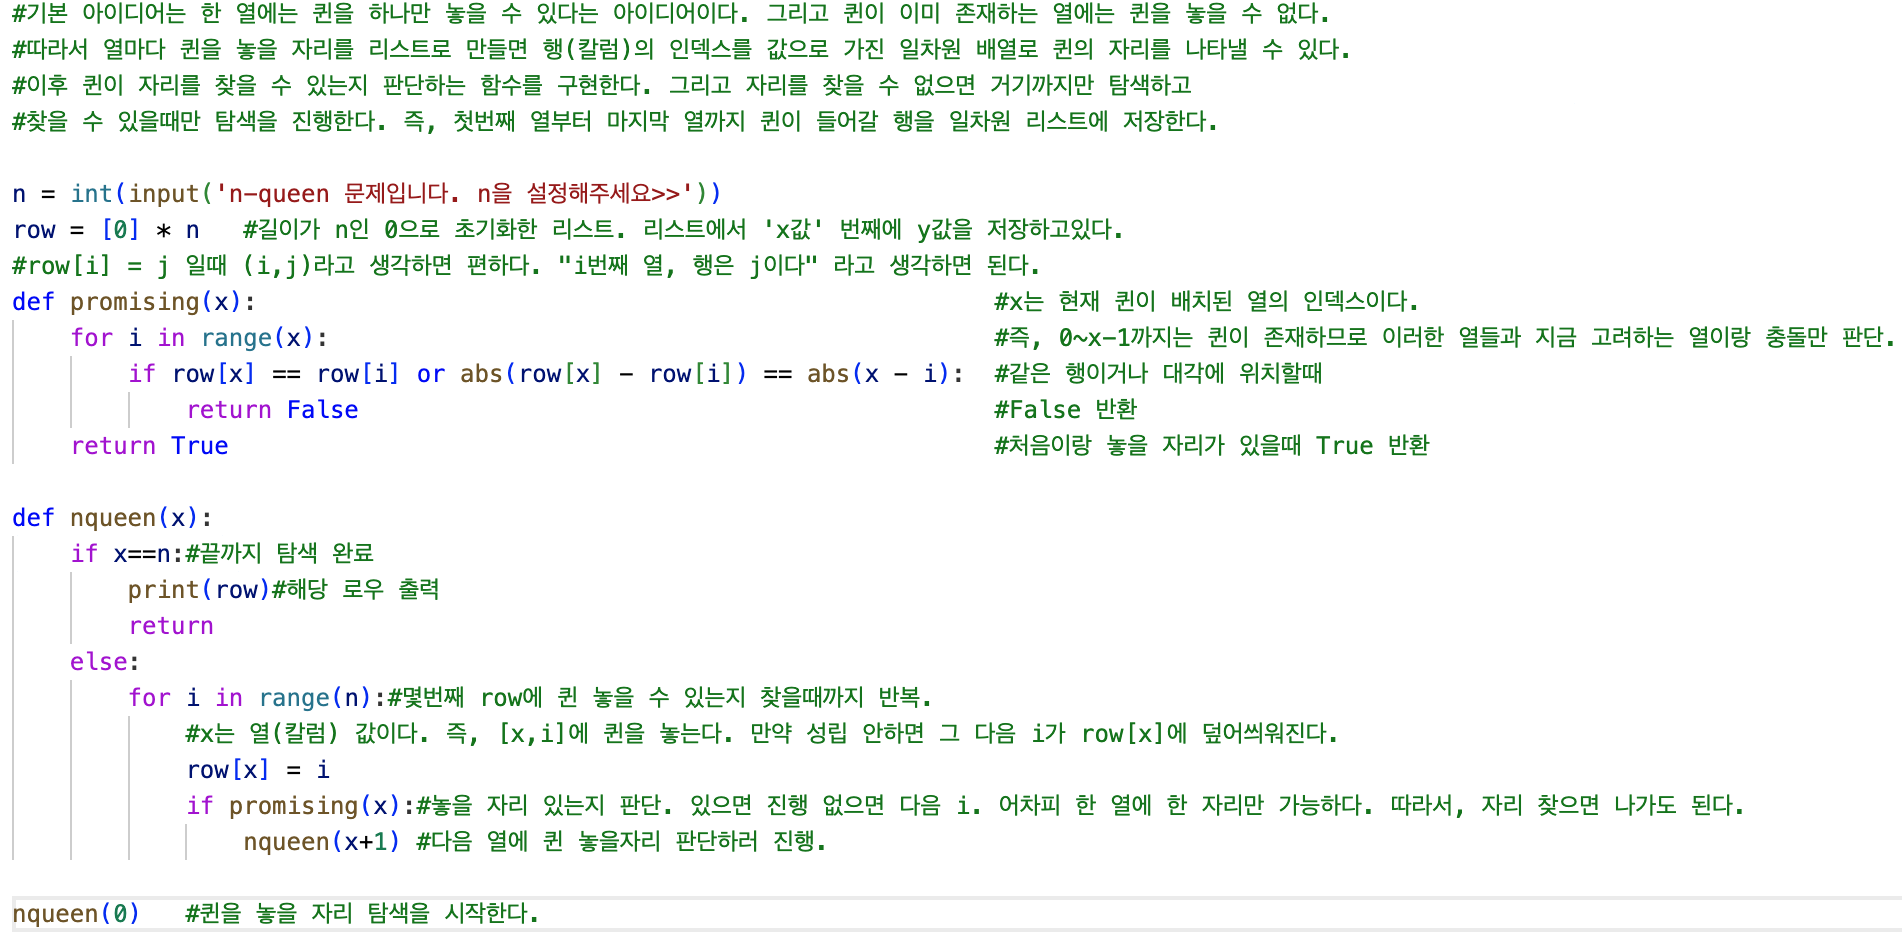 #기본 아이디어는 한 열에는 퀸을 하나만 놓을 수 있다는 아이디어이다. 그리고 퀸이 이미 존재하는 열에는 퀸을 놓을 수 없다.
#따라서 열마다 퀸을 놓을 자리를 리스트로 만들면 행(칼럼)의 인덱스를 값으로 가진 일차원 배열로 퀸의 자리를 나타낼 수 있다.
#이후 퀸이 자리를 찾을 수 있는지 판단하는 함수를 구현한다. 그리고 자리를 찾을 수 없으면 거기까지만 탐색하고
#찾을 수 있을때만 탐색을 진행한다. 즉, 첫번째 열부터 마지막 열까지 퀸이 들어갈 행을 일차원 리스트에 저장한다.

n = int(input('n-queen 문제입니다. n을 설정해주세요>>'))
row = [0] * n   #길이가 n인 0으로 초기화한 리스트. 리스트에서 'x값' 번째에 y값을 저장하고있다.
#row[i] = j 일때 (i,j)라고 생각하면 편하다. "i번째 열, 행은 j이다" 라고 생각하면 된다.
def promising(x):                                                   #x는 현재 퀸이 배치된 열의 인덱스이다.
    for i in range(x):                                              #즉, 0~x-1까지는 퀸이 존재하므로 이러한 열들과 지금 고려하는 열이랑 충돌만 판단.
        if row[x] == row[i] or abs(row[x] - row[i]) == abs(x - i):  #같은 행이거나 대각에 위치할때
            return False                                            #False 반환
    return True                                                     #처음이랑 놓을 자리가 있을때 True 반환

def nqueen(x):
    if x==n:#끝까지 탐색 완료
        print(row)#해당 로우 출력
        return
    else:
        for i in range(n):#몇번째 row에 퀸 놓을 수 있는지 찾을때까지 반복.
            #x는 열(칼럼) 값이다. 즉, [x,i]에 퀸을 놓는다. 만약 성립 안하면 그 다음 i가 row[x]에 덮어씌워진다.
            row[x] = i
            if promising(x):#놓을 자리 있는지 판단. 있으면 진행 없으면 다음 i. 어차피 한 열에 한 자리만 가능하다. 따라서, 자리 찾으면 나가도 된다.
                nqueen(x+1) #다음 열에 퀸 놓을자리 판단하러 진행.

nqueen(0)   #퀸을 놓을 자리 탐색을 시작한다.